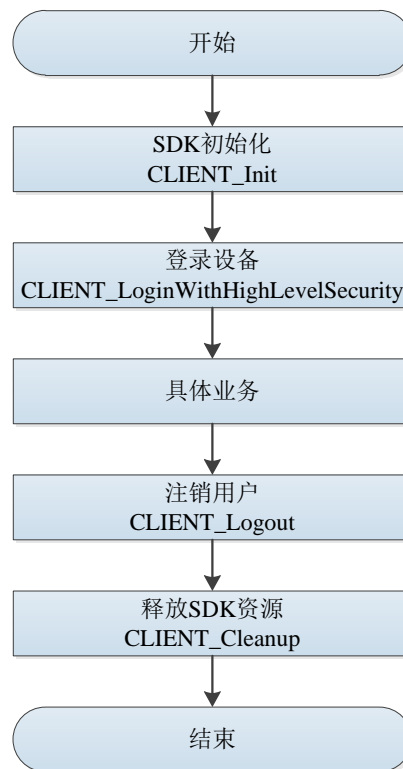 开始
SDK初始化
CLIENT_Init
登录设备
CLIENT_LoginWithHighLevelSecurity
具体业务
注销用户
CLIENT_Logout
释放SDK资源
CLIENT_Cleanup
结束